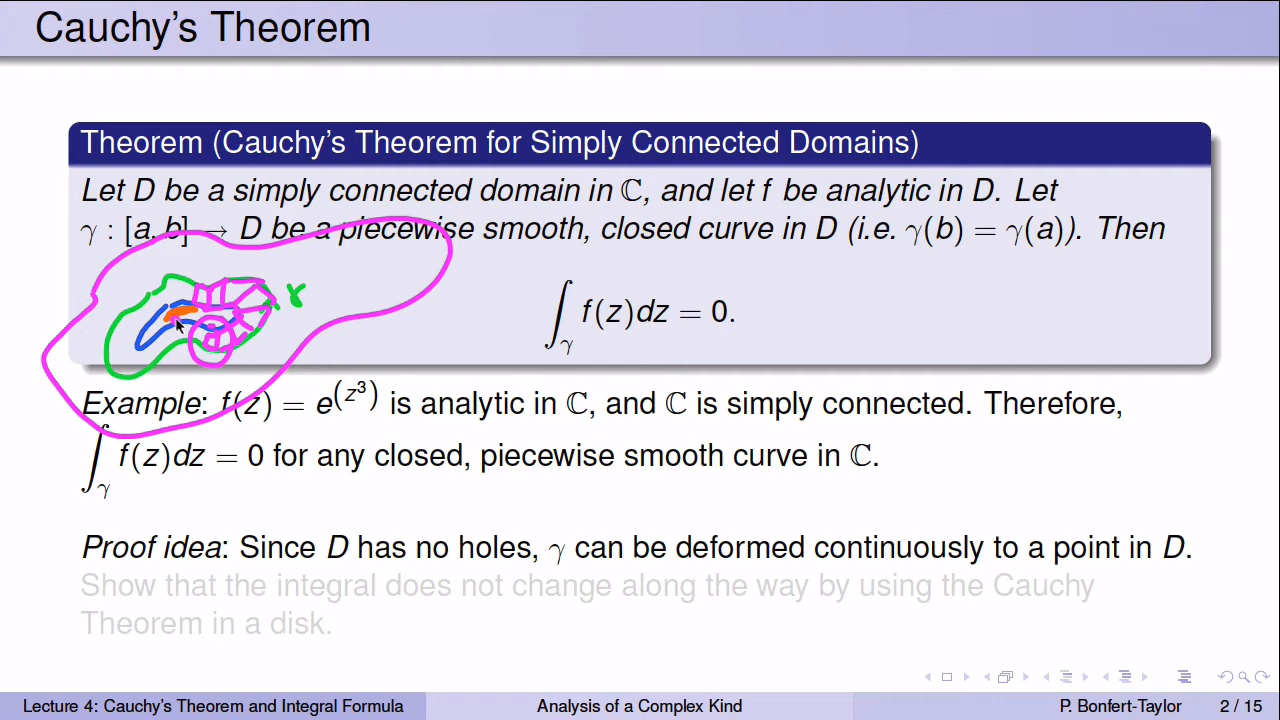 Cauchy's Theorem
Theorem (Cauchy's Theorem for Simply Connected Domains)
Let D be a simply connected domain in ℂ, and let f be analytic in D. Let
γ : [a, b] → D be a piecewise smooth, closed curve in D (i.e. γ(b) = γ(a)). Then
γ
∫_γ f(z)dz = 0.
Example: f(z) = e^(z^3) is analytic in ℂ, and ℂ is simply connected. Therefore,
∫_γ f(z)dz = 0 for any closed, piecewise smooth curve in ℂ.
Proof idea: Since D has no holes, γ can be deformed continuously to a point in D.
Show that the integral does not change along the way by using the Cauchy
Theorem in a disk.
Lecture 4: Cauchy's Theorem and Integral Formula Analysis of a Complex Kind P. Bonfert-Taylor 2 / 15